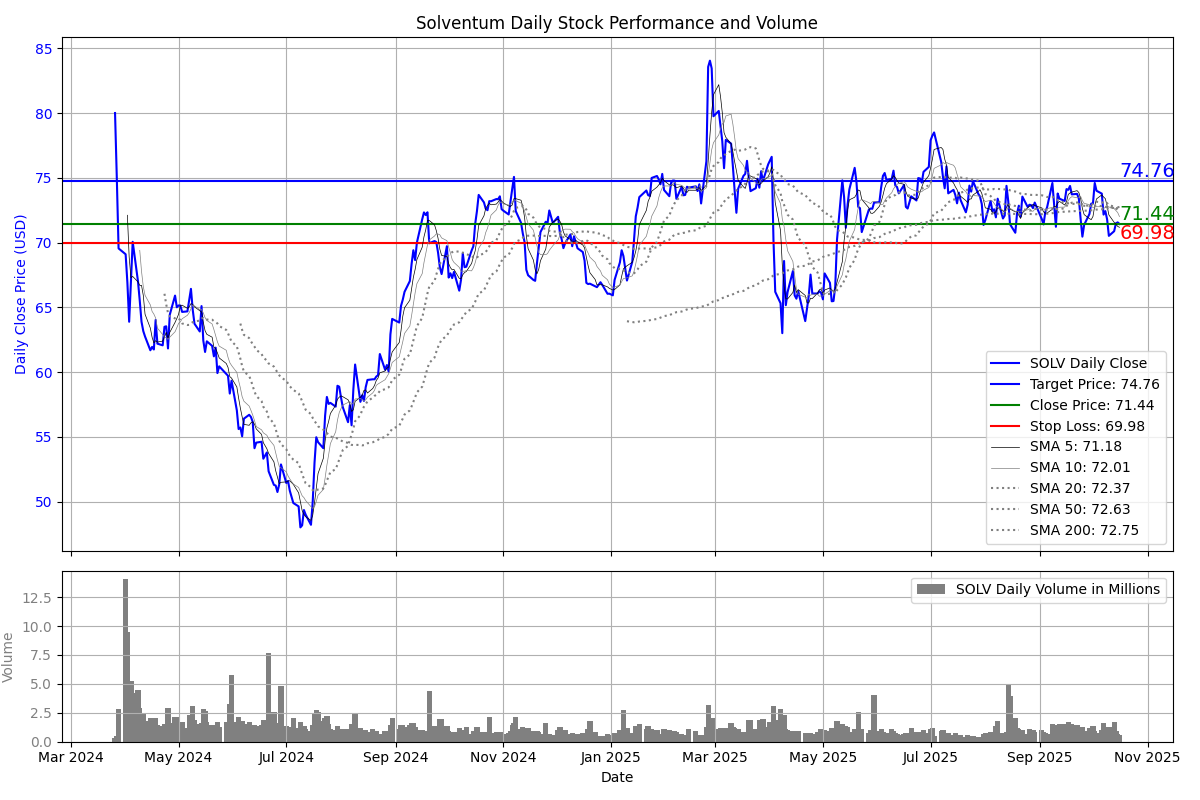 Solventum Daily Stock Performance and Volume
85
80
75
70
65
60
55
50
Daily Close Price (USD)
74.76
71.44
69.98
SOLV Daily Close
Target Price: 74.76
Close Price: 71.44
Stop Loss: 69.98
SMA 5: 71.18
SMA 10: 72.01
SMA 20: 72.37
SMA 50: 72.63
SMA 200: 72.75
12.5
10.0
7.5
5.0
2.5
0.0
Volume
SOLV Daily Volume in Millions
Mar 2024
May 2024
Jul 2024
Sep 2024
Nov 2024
Jan 2025
Mar 2025
May 2025
Jul 2025
Sep 2025
Nov 2025
Date